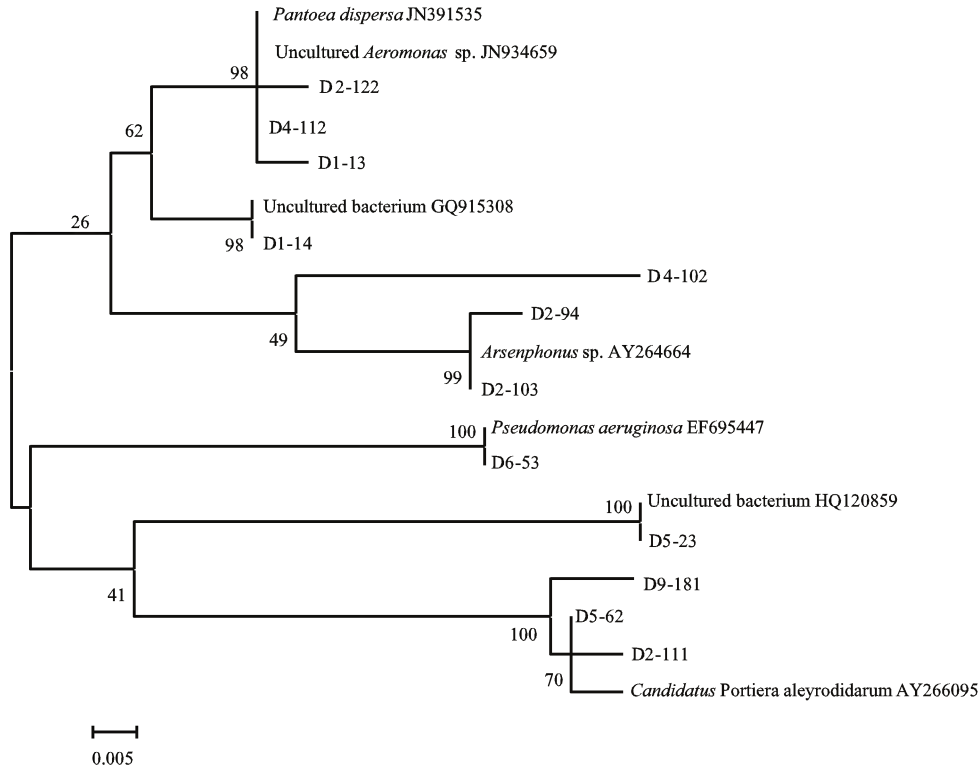 Pantoea dispersa JN391535
Uncultured Aeromonas sp. JN934659
98
D2-122
D4-112
62
D1-13
Uncultured bacterium GQ915308
26
98
D1-14
D4-102
D2-94
49
Arsenphonus sp. AY264664
99
D2-103
Pseudomonas aeruginosa EF695447
100
D6-53
Uncultured bacterium HQ120859
100
D5-23
D9-181
41
D5-62
100
D2-111
70
Candidatus Portiera aleyrodidarum AY266095
0.005